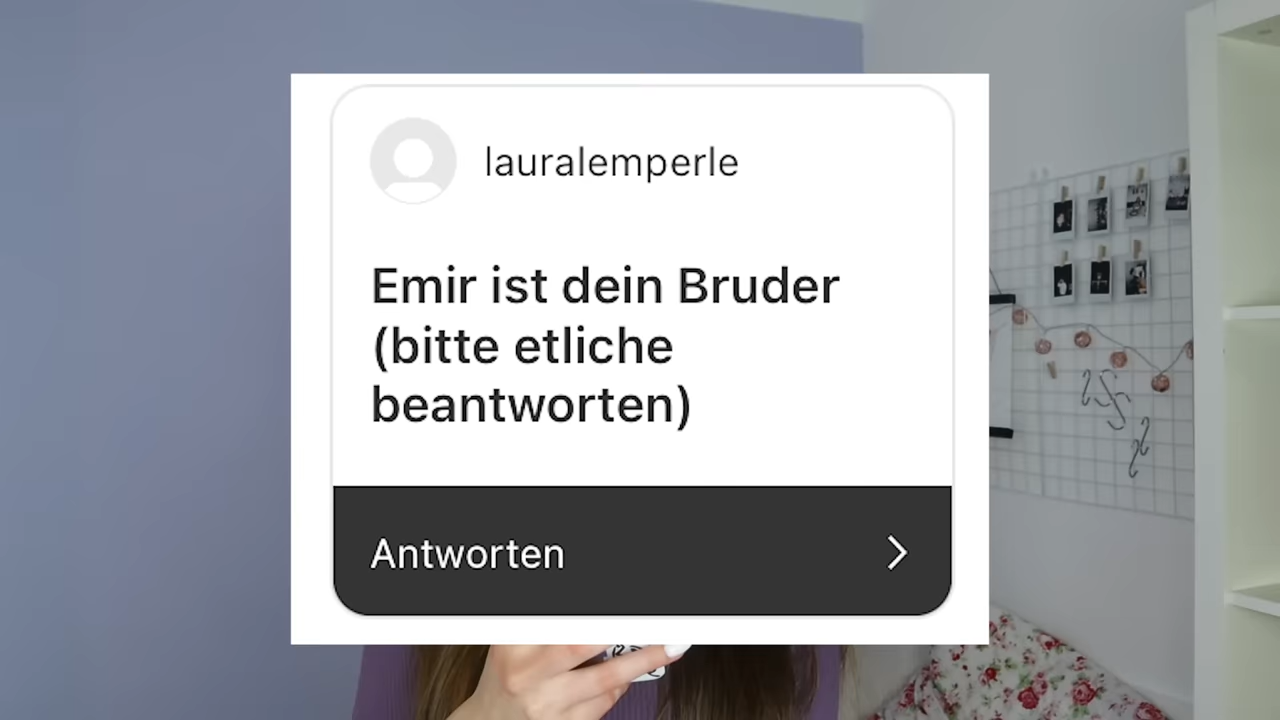 lauralemperle
Emir ist dein Bruder
(bitte etliche
beantworten)
Antworten